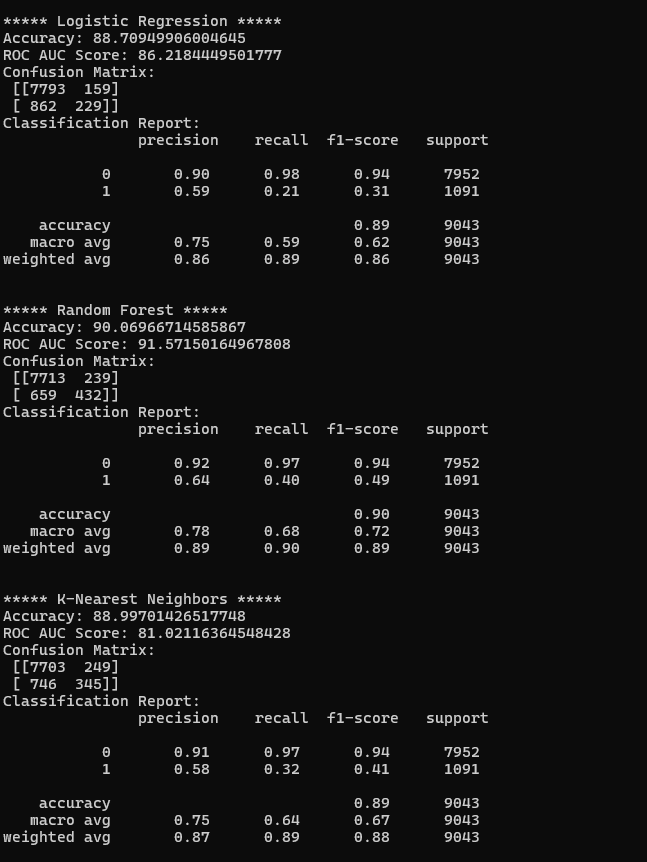 ***** Logistic Regression *****
Accuracy: 88.70949906004645
ROC AUC Score: 86.2184449501777
Confusion Matrix:
[[7793 159]
[ 862 229]]
Classification Report:
precision recall f1-score support
0 0.90 0.98 0.94 7952
1 0.59 0.21 0.31 1091
accuracy 0.89 9043
macro avg 0.75 0.59 0.62 9043
weighted avg 0.86 0.89 0.86 9043
***** Random Forest *****
Accuracy: 90.06966714585867
ROC AUC Score: 91.57150164967808
Confusion Matrix:
[[7713 239]
[ 659 432]]
Classification Report:
precision recall f1-score support
0 0.92 0.97 0.94 7952
1 0.64 0.40 0.49 1091
accuracy 0.90 9043
macro avg 0.78 0.68 0.72 9043
weighted avg 0.89 0.90 0.89 9043
***** K-Nearest Neighbors *****
Accuracy: 88.99701426517748
ROC AUC Score: 81.02116364548428
Confusion Matrix:
[[7703 249]
[ 746 345]]
Classification Report:
precision recall f1-score support
0 0.91 0.97 0.94 7952
1 0.58 0.32 0.41 1091
accuracy 0.89 9043
macro avg 0.75 0.64 0.67 9043
weighted avg 0.87 0.89 0.88 9043